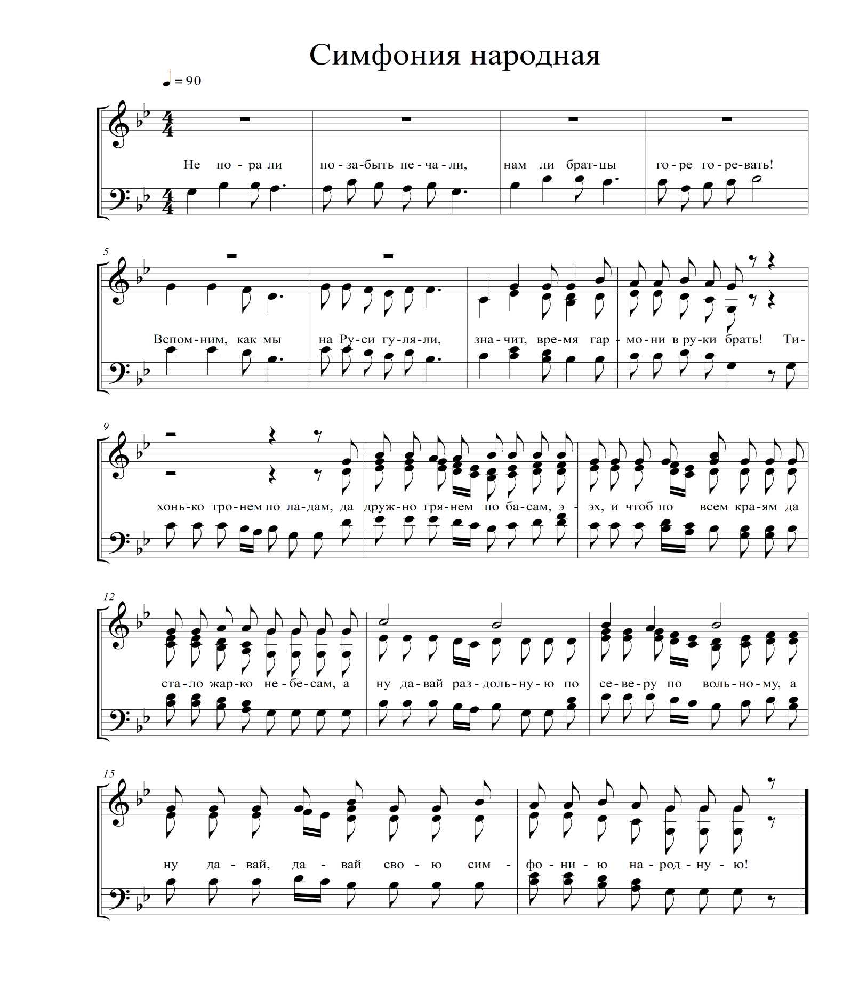 Симфония народная
= 90
Не по - ра ли по - за-быть пе - ча - ли, нам ли брат-цы го - ре го - ре-вать!
5
Вспом-ним, как мы на Ру-си гу-ля-ли, зна - чит, вре-мя гар - мо-ни в ру-ки брать! Ти-
9
хонь-ко тро-нем по ла-дам, да друж-но гря-нем по ба-сам, э - эх, и чтоб по всем кра-ям да
12
ста-ло жар-ко не-бе-сам, а ну да-вай раз-доль-ну-ю по се-ве-ру по воль-но-му, а
15
ну да - вай, да - вай сво - ю сим - фо - ни - ю на - род - ну - ю!